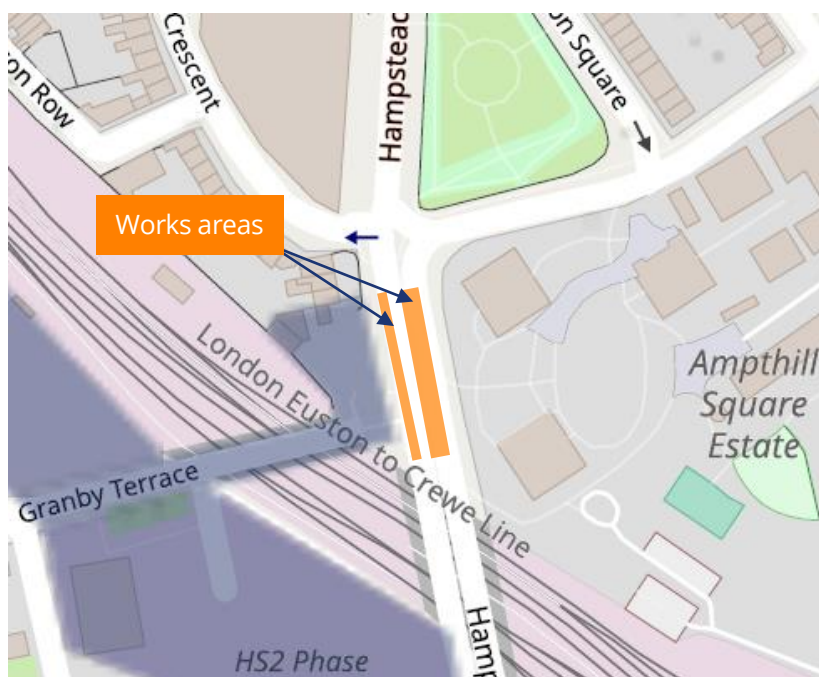 Crescent
Hampstead
on Square
on Row
Works areas
London Euston to Crewe Line
Ampthill
Square
Estate
Granby Terrace
Hamp
HS2 Phase